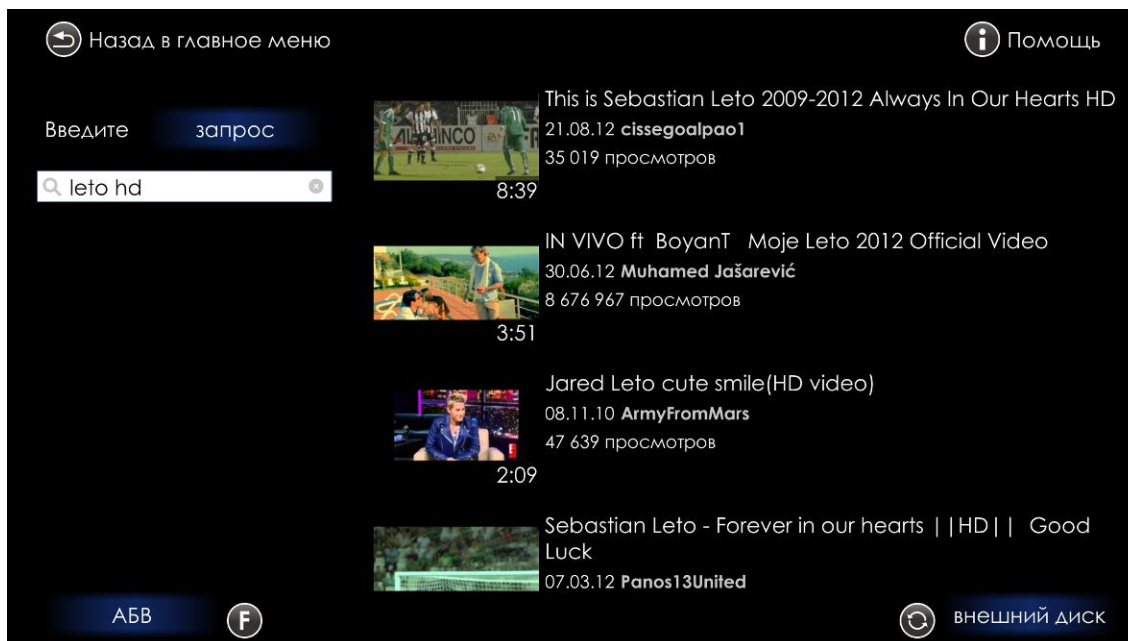 Назад в главное меню
Помощь
Введите запрос
leto hd
This is Sebastian Leto 2009-2012 Always In Our Hearts HD
21.08.12 cissegoalpao1
35 019 просмотров
8:39
IN VIVO ft BoyanT Moje Leto 2012 Official Video
30.06.12 Muhamed Jašarević
8 676 967 просмотров
3:51
Jared Leto cute smile(HD video)
08.11.10 ArmyFromMars
47 639 просмотров
2:09
Sebastian Leto - Forever in our hearts ||HD|| Good
Luck
07.03.12 Panos13United
АБВ
F
внешний диск